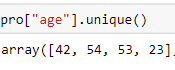 pro["age"].unique()
array([42, 54, 53, 23],